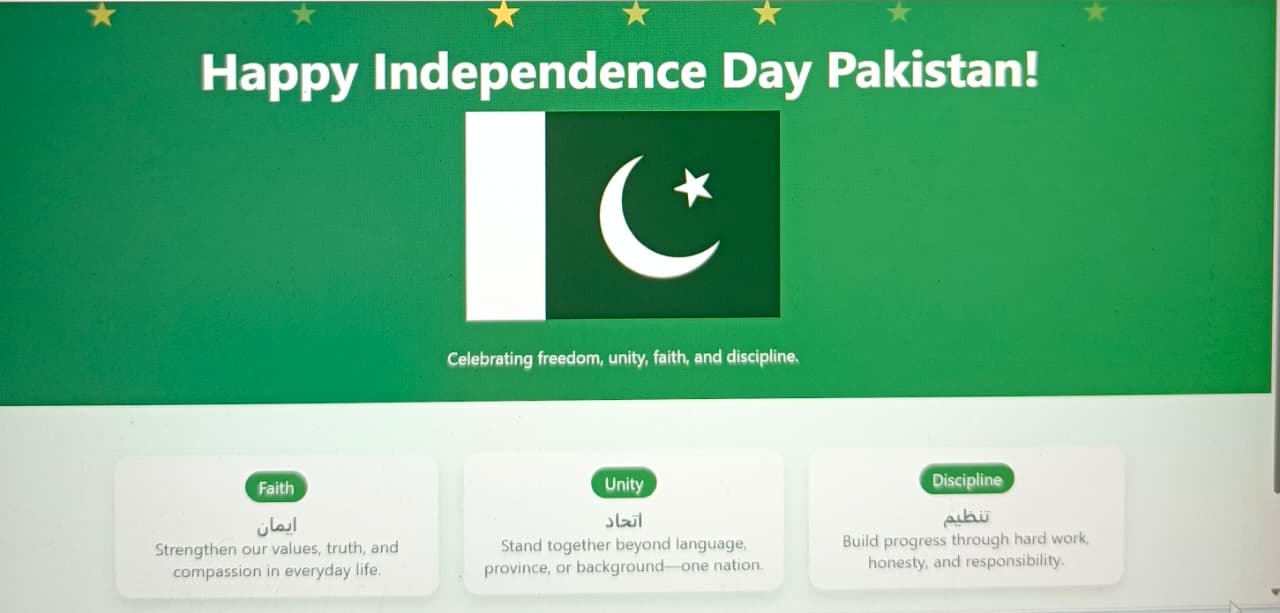 Happy Independence Day Pakistan!
Celebrating freedom, unity, faith, and discipline.
Faith
ایمان
Strengthen our values, truth, and
compassion in everyday life.
Unity
اتحاد
Stand together beyond language,
province, or background—one nation.
Discipline
تنظیم
Build progress through hard work,
honesty, and responsibility.